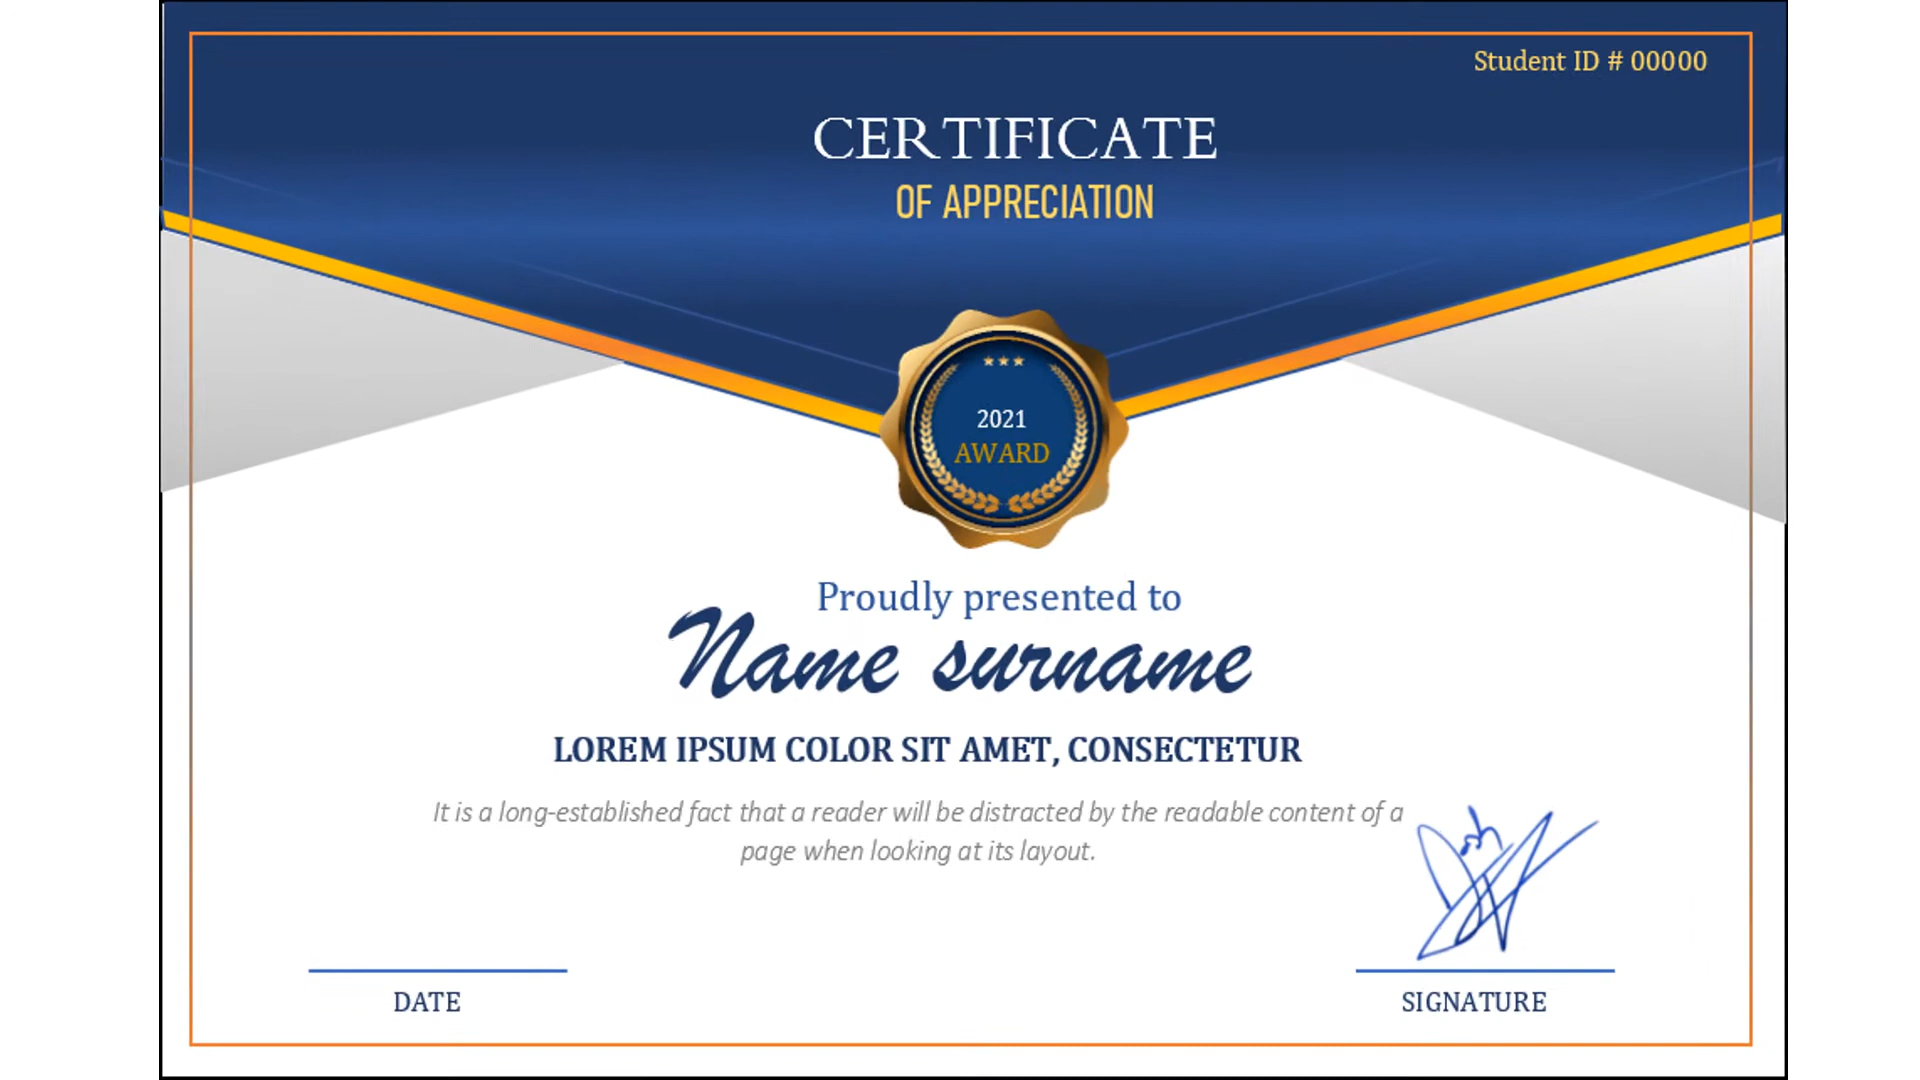 Student ID # 00000
CERTIFICATE
OF APPRECIATION
2021
AWARD
Proudly presented to
Name surname
LOREM IPSUM COLOR SIT AMET, CONSECTETUR
It is a long-established fact that a reader will be distracted by the readable content of a
page when looking at its layout.
DATE
SIGNATURE